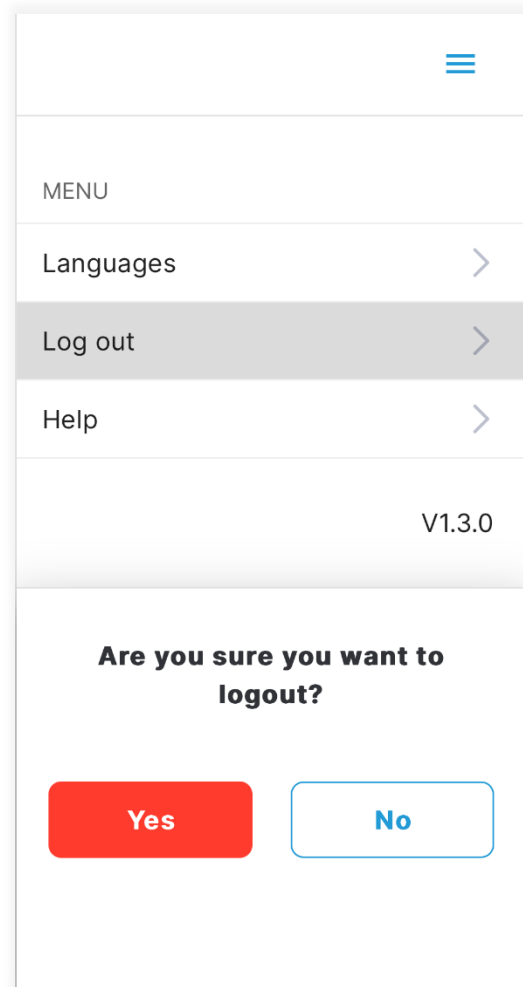 MENU
Languages
Log out
Help
V1.3.0
Are you sure you want to
logout?
Yes
No